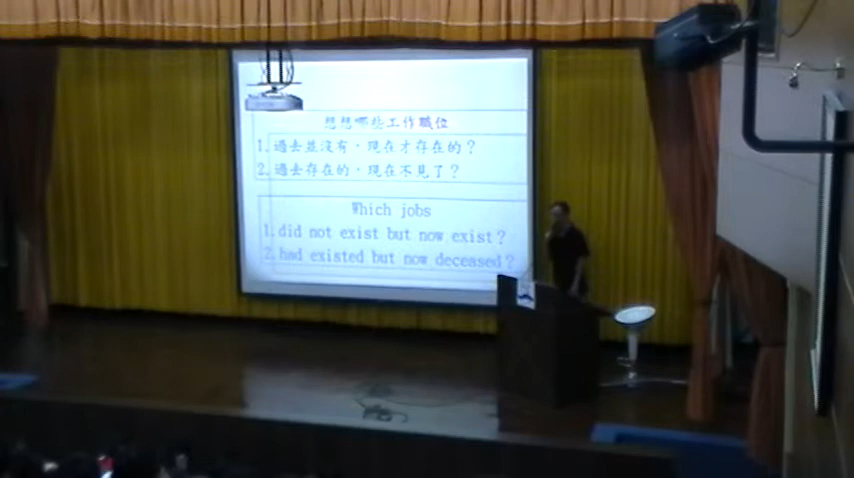 想想哪些工作職位
1. 過去並沒有，現在才存在的？
2. 過去存在的，現在不見了？
Which jobs
1. did not exist but now exist?
2. had existed but now deceased?